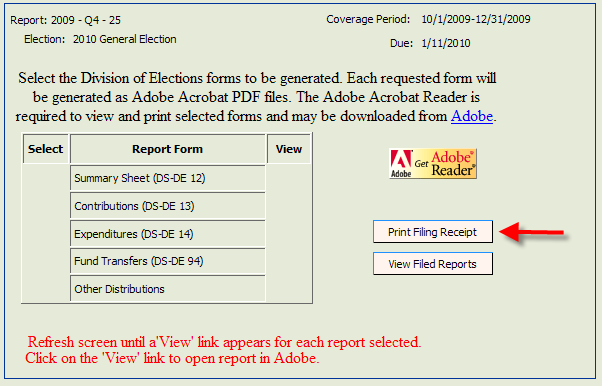 Report: 2009 - Q4 - 25
Coverage Period: 10/1/2009-12/31/2009
Election: 2010 General Election
Due: 1/11/2010
Select the Division of Elections forms to be generated. Each requested form will
be generated as Adobe Acrobat PDF files. The Adobe Acrobat Reader is
required to view and print selected forms and may be downloaded from Adobe.
Select Report Form View
Summary Sheet (DS-DE 12)
Contributions (DS-DE 13)
Expenditures (DS-DE 14)
Fund Transfers (DS-DE 94)
Other Distributions
Adobe Get Adobe® Reader®
Print Filing Receipt
View Filed Reports
Refresh screen until a'View' link appears for each report selected.
Click on the 'View' link to open report in Adobe.